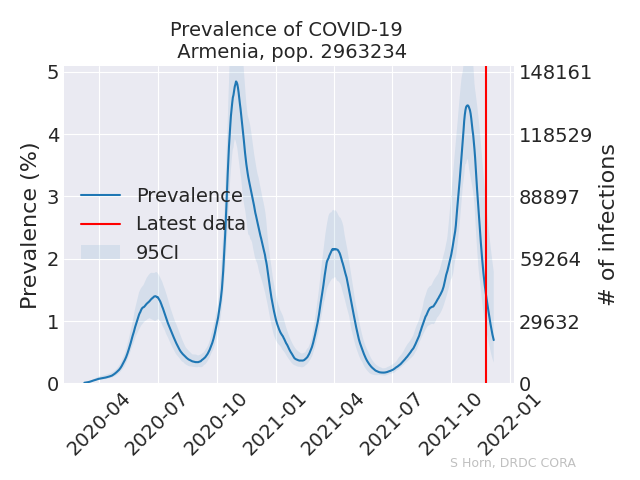 Prevalence of COVID-19
Armenia, pop. 2963234
Prevalence (%)
5
4
3
2
1
0
Prevalence
Latest data
95CI
148161
118529
88897
59264
29632
0
# of infections
2020-04
2020-07
2020-10
2021-01
2021-04
2021-07
2021-10
2022-01
S Horn, DRDC CORA